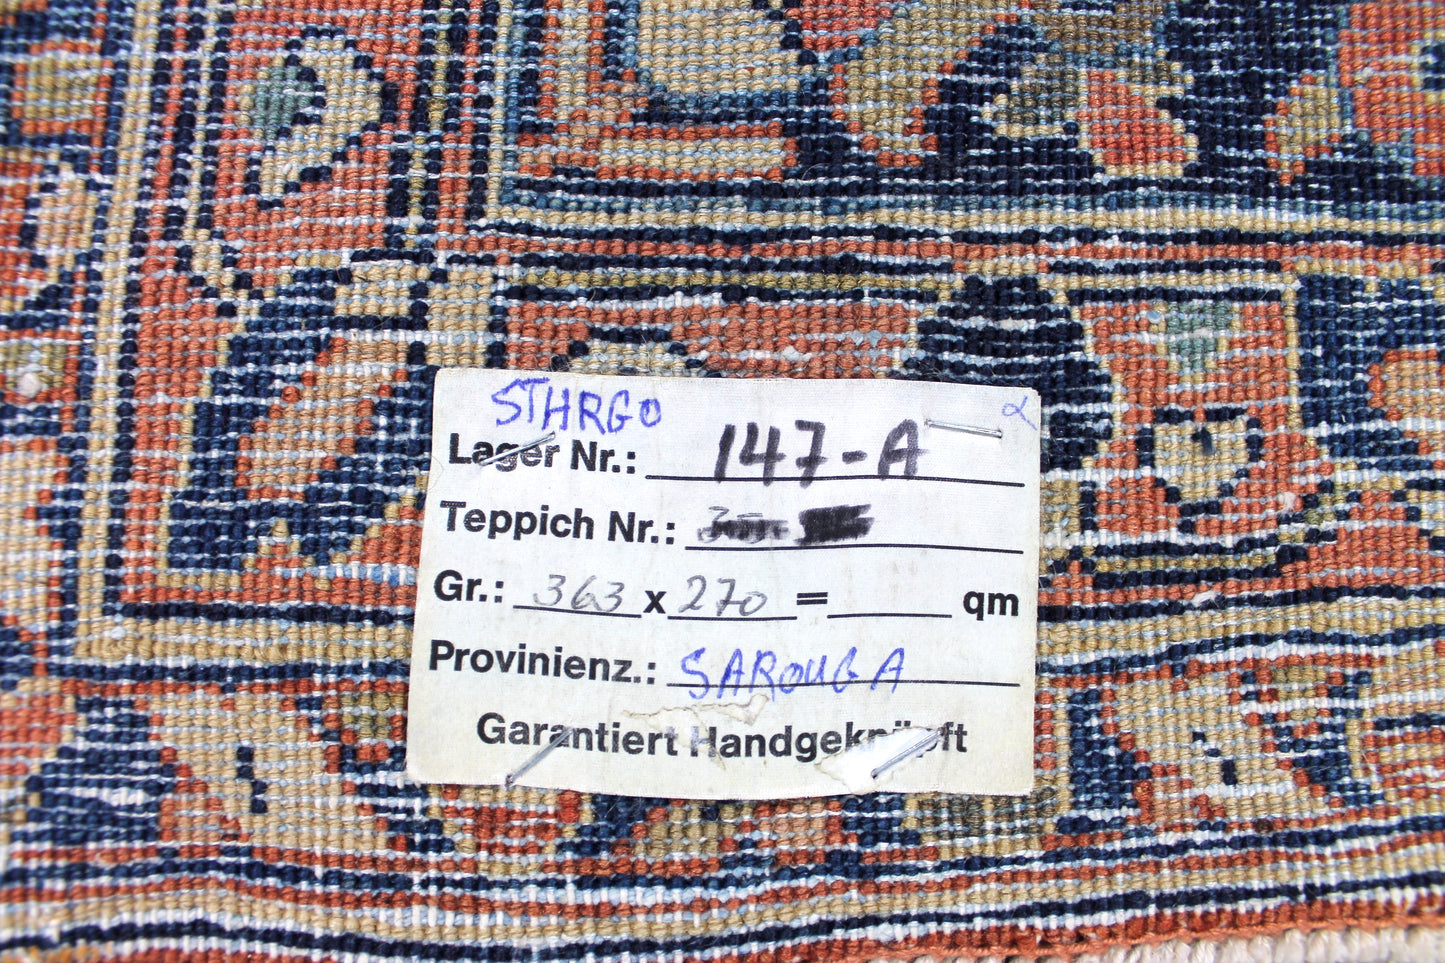 STHRGO α
Lager Nr.: 147-A
Teppich Nr.:
Gr.: 363 x 270 = qm
Provinienz.: SAROUGA
Garantiert Handgeknüpft